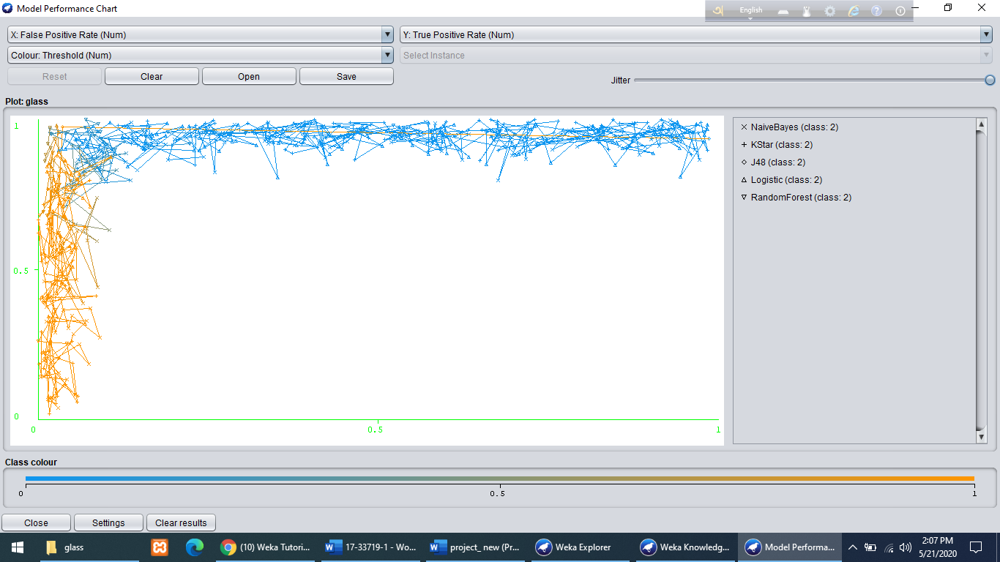 Model Performance Chart
English
X: False Positive Rate (Num)
Y: True Positive Rate (Num)
Colour: Threshold (Num)
Select Instance
Reset
Clear
Open
Save
Jitter
Plot: glass
1
0.5
0
0
0.5
1
NaiveBayes (class: 2)
KStar (class: 2)
J48 (class: 2)
Logistic (class: 2)
RandomForest (class: 2)
Class colour
0
0.5
1
Close
Settings
Clear results
glass
(10) Weka Tutori...
17-33719-1 - Wo...
project_ new (Pr...
Weka Explorer
Weka Knowledg...
Model Performa...
2:07 PM
5/21/2020